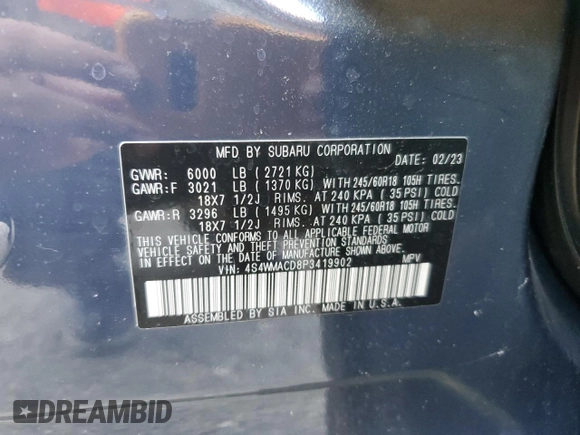 MFD BY SUBARU CORPORATION
DATE: 02/23
GVWR: 6000 LB ( 2721 KG)
GAWR:F 3021 LB ( 1370 KG) WITH 245/60R18 105H TIRES.
18X7 1/2J RIMS. AT 240 KPA ( 35 PSI) COLD
GAWR:R 3296 LB ( 1495 KG) WITH 245/60R18 105H TIRES.
18X7 1/2J RIMS. AT 240 KPA ( 35 PSI) COLD
THIS VEHICLE CONFORMS TO ALL APPLICABLE FEDERAL MOTOR
VEHICLE SAFETY AND THEFT PREVENTION STANDARDS IN EFFECT
ON THE DATE OF MANUFACTURE SHOWN ABOVE.
VIN: 4S4WMACD8P3419902 MPV
ASSEMBLED BY SIA INC. MADE IN U.S.A.
DREAMBID